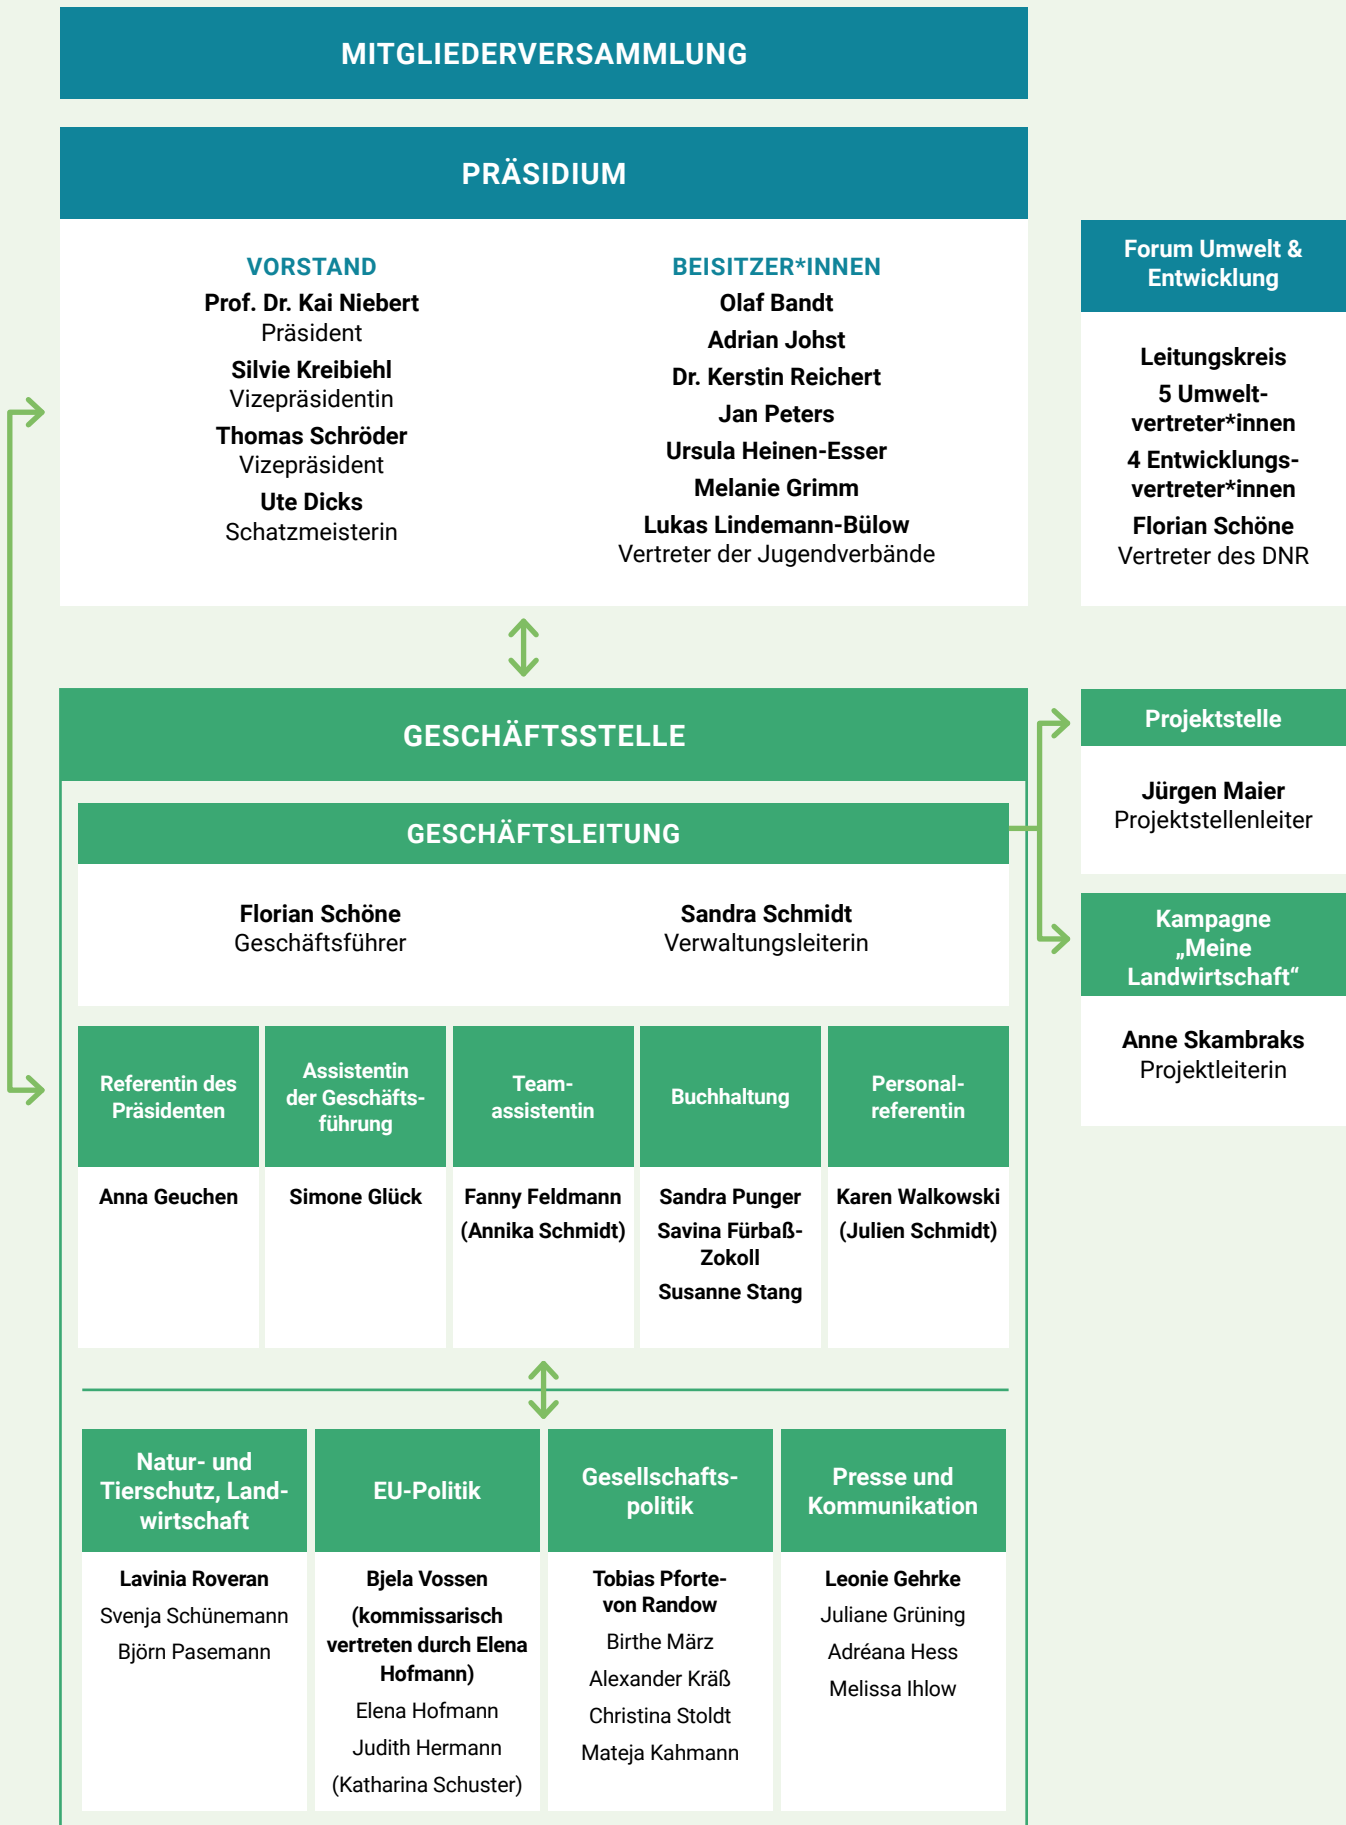 MITGLIEDERVERSAMMLUNG
PRÄSIDIUM
VORSTAND
Prof. Dr. Kai Niebert
Präsident
Silvie Kreibiehl
Vizepräsidentin
Thomas Schröder
Vizepräsident
Ute Dicks
Schatzmeisterin
BEISITZER*INNEN
Olaf Bandt
Adrian Johst
Dr. Kerstin Reichert
Jan Peters
Ursula Heinen-Esser
Melanie Grimm
Lukas Lindemann-Bülow
Vertreter der Jugendverbände
Forum Umwelt &
Entwicklung
Leitungskreis
5 Umwelt-
vertreter*innen
4 Entwicklungs-
vertreter*innen
Florian Schöne
Vertreter des DNR
GESCHÄFTSSTELLE
GESCHÄFTSLEITUNG
Florian Schöne
Geschäftsführer
Sandra Schmidt
Verwaltungsleiterin
Projektstelle
Jürgen Maier
Projektstellenleiter
Kampagne
„Meine
Landwirtschaft“
Anne Skambraks
Projektleiterin
Referentin des
Präsidenten
Anna Geuchen
Assistentin
der Geschäfts-
führung
Simone Glück
Team-
assistentin
Fanny Feldmann
(Annika Schmidt)
Buchhaltung
Sandra Punger
Savina Fürbaß-
Zokoll
Susanne Stang
Personal-
referentin
Karen Walkowski
(Julien Schmidt)
Natur- und
Tierschutz, Land-
wirtschaft
Lavinia Roveran
Svenja Schünemann
Björn Pasemann
EU-Politik
Bjela Vossen
(kommissarisch
vertreten durch Elena
Hofmann)
Elena Hofmann
Judith Hermann
(Katharina Schuster)
Gesellschafts-
politik
Tobias Pforte-
von Randow
Birthe März
Alexander Kräß
Christina Stoldt
Mateja Kahmann
Presse und
Kommunikation
Leonie Gehrke
Juliane Grüning
Adréana Hess
Melissa Ihlow